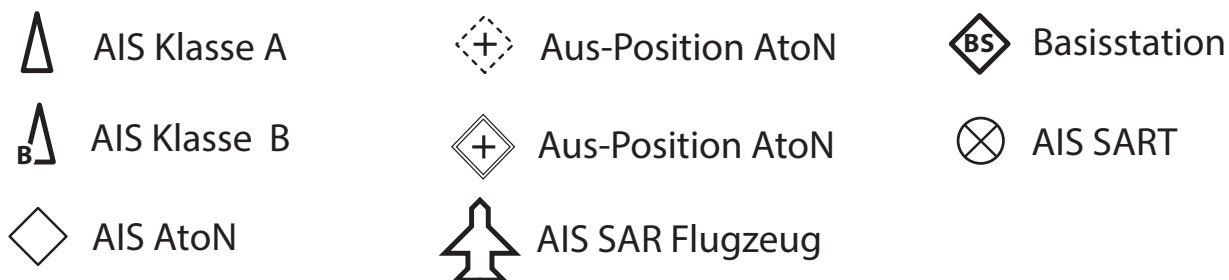 AIS Klasse A
B AIS Klasse B
AIS AtoN
Aus-Position AtoN
Aus-Position AtoN
AIS SAR Flugzeug
BS Basisstation
AIS SART